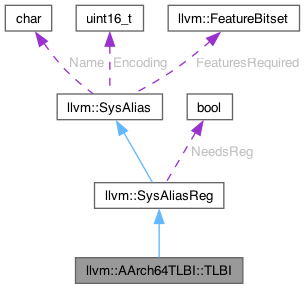 char
uint16_t
llvm::FeatureBitset
Name
Encoding
FeaturesRequired
llvm::SysAlias
bool
NeedsReg
llvm::SysAliasReg
llvm::AArch64TLBI::TLBI